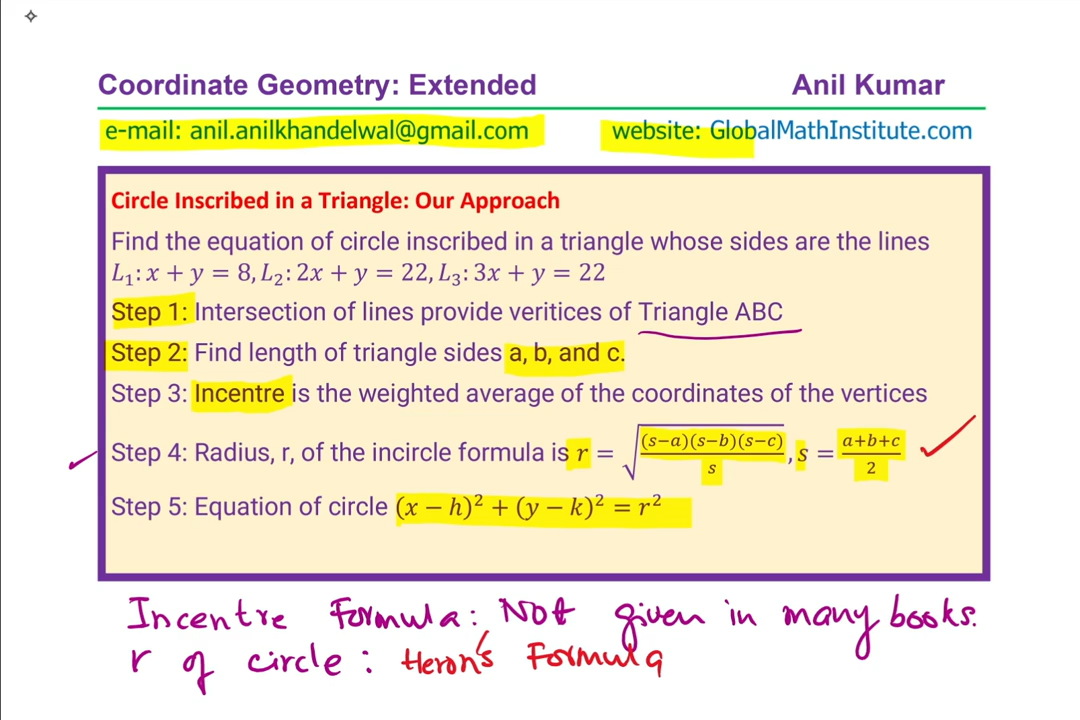 Coordinate Geometry: Extended Anil Kumar
e-mail: anil.anilkhandelwal@gmail.com website: GlobalMathInstitute.com
Circle Inscribed in a Triangle: Our Approach
Find the equation of circle inscribed in a triangle whose sides are the lines
L₁: x + y = 8, L₂: 2x + y = 22, L₃: 3x + y = 22
Step 1: Intersection of lines provide veritices of Triangle ABC
Step 2: Find length of triangle sides a, b, and c.
Step 3: Incentre is the weighted average of the coordinates of the vertices
Step 4: Radius, r, of the incircle formula is r = √((s−a)(s−b)(s−c)/s), s = (a+b+c)/2
Step 5: Equation of circle (x − h)² + (y − k)² = r²
Incentre Formula: Not given in many books.
r of circle: Heron's Formula